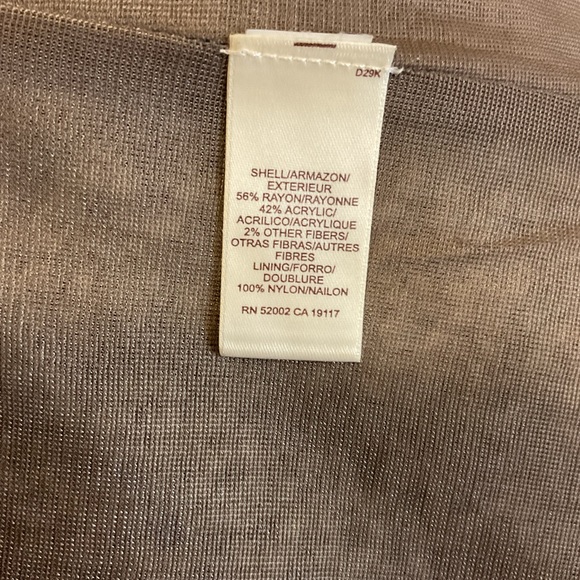 D29K
SHELL/ARMAZON/
EXTERIEUR
56% RAYON/RAYONNE
42% ACRYLIC/
ACRILICO/ACRYLIQUE
2% OTHER FIBERS/
OTRAS FIBRAS/AUTRES
FIBRES
LINING/FORRO/
DOUBLURE
100% NYLON/NAILON
RN 52002 CA 19117